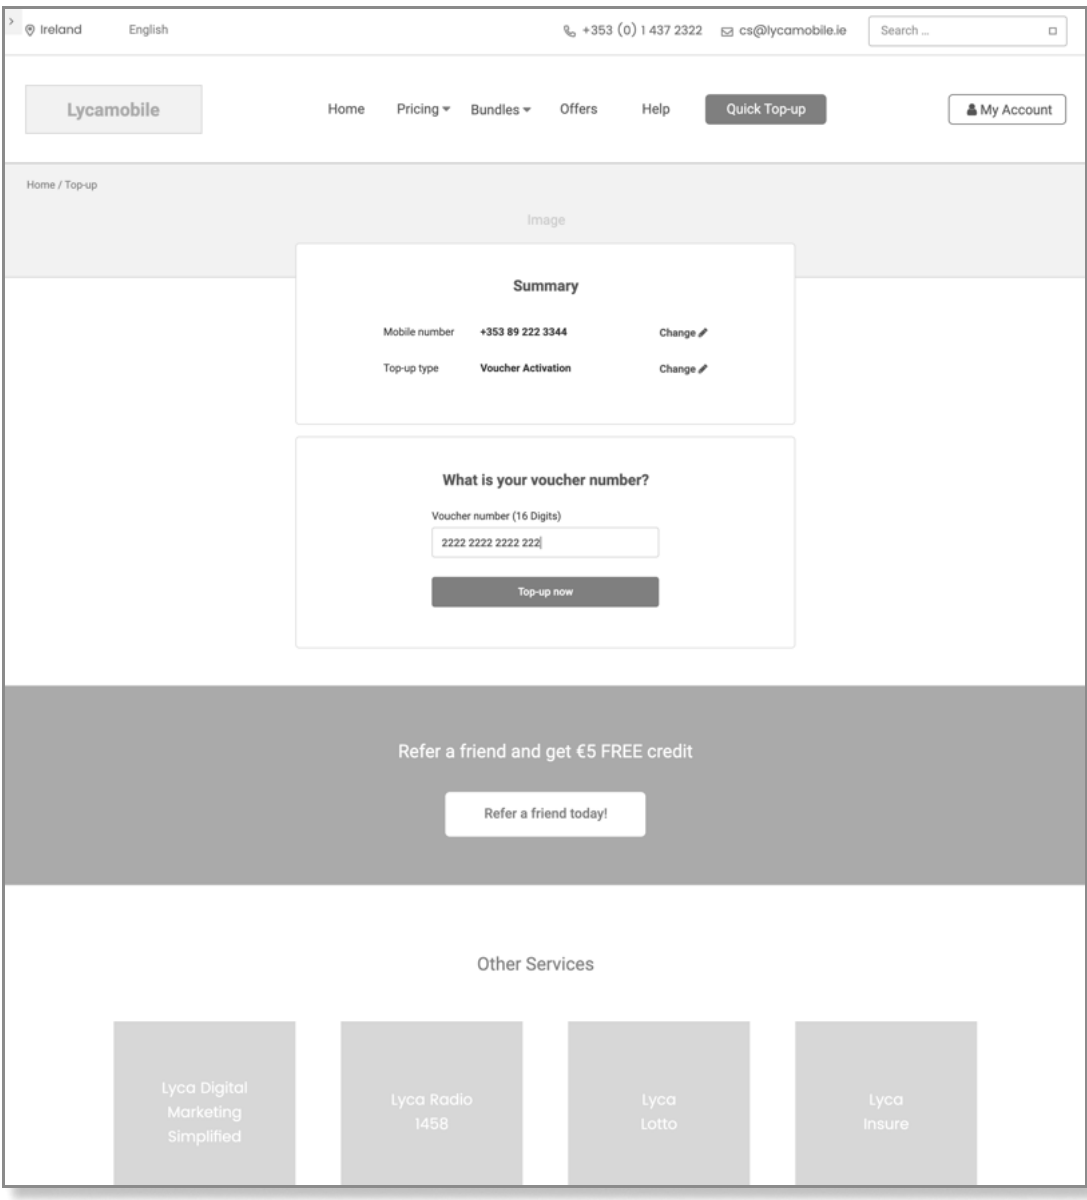 Ireland English +353 (0) 1 437 2322 cs@lycamobile.ie Search ...
Lycamobile Home Pricing Bundles Offers Help Quick Top-up My Account
Home / Top-up
Image
Summary
Mobile number +353 89 222 3344 Change
Top-up type Voucher Activation Change
What is your voucher number?
Voucher number (16 Digits)
2222 2222 2222 222
Top-up now
Refer a friend and get €5 FREE credit
Refer a friend today!
Other Services
Lyca Digital
Marketing
Simplified
Lyca Radio
1458
Lyca
Lotto
Lyca
Insure